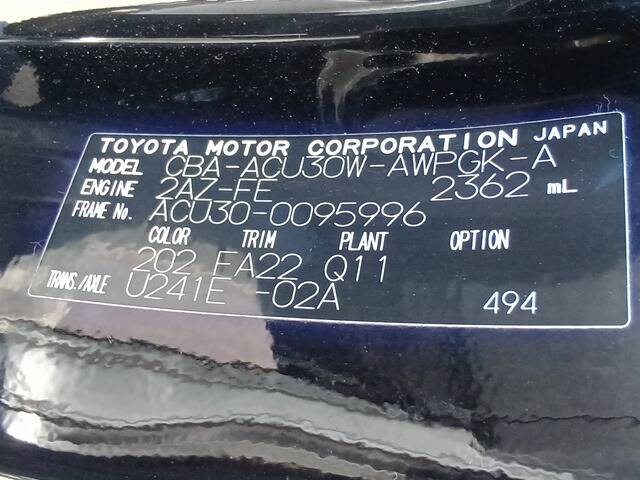 TOYOTA MOTOR CORPORATION JAPAN
MODEL CBA-ACU30W-AWPGK-A
ENGINE 2AZ-FE 2362 mL
FRAME No. ACU30-0095996
COLOR TRIM PLANT OPTION
202 FA22 Q11
TRANS./AXLE U241E -02A
494